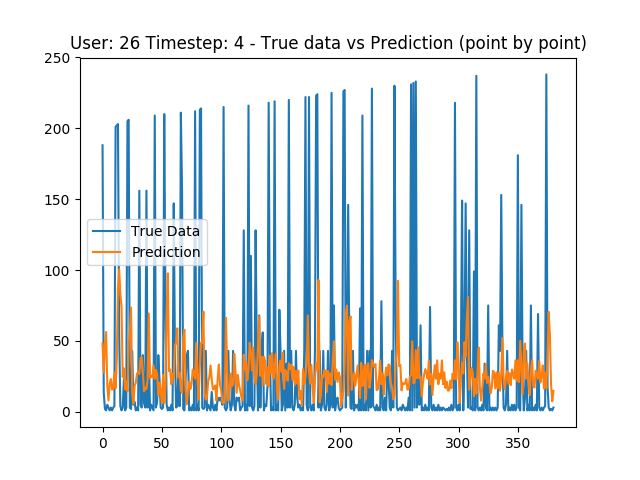 User: 26 Timestep: 4 - True data vs Prediction (point by point)
250
200
150
100
50
0
True Data
Prediction
0 50 100 150 200 250 300 350